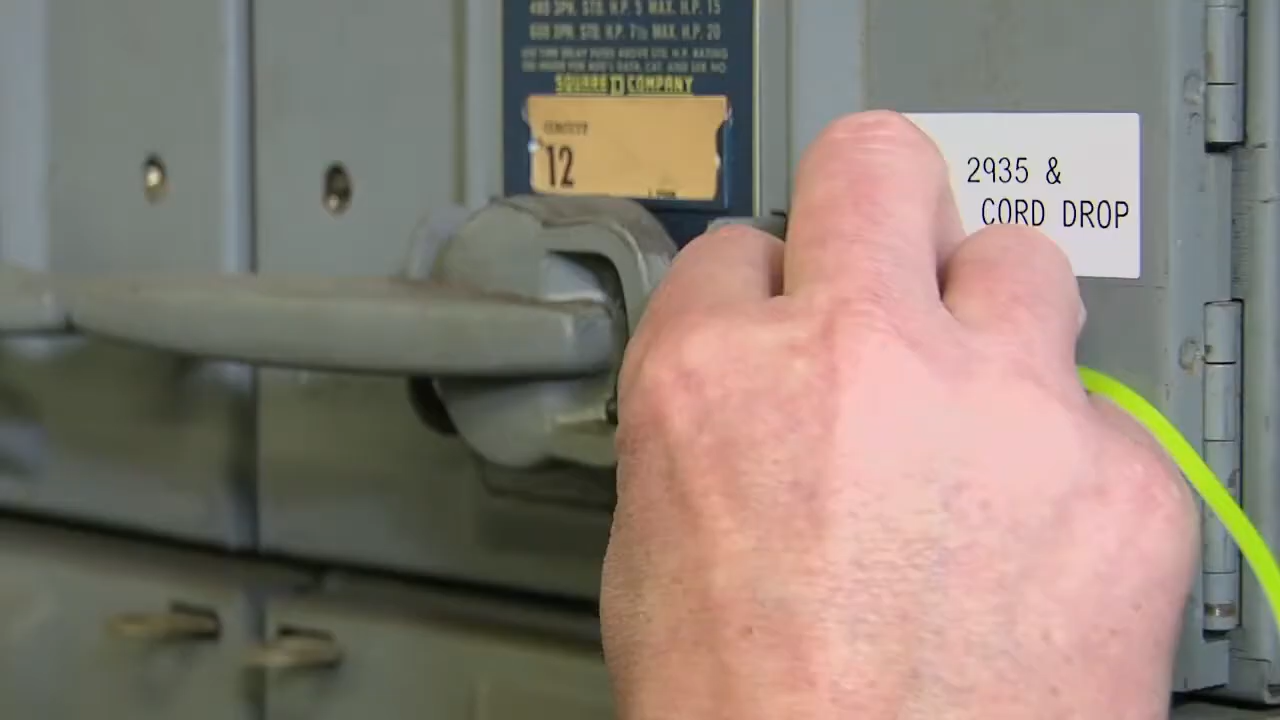 480 3PH. STD. H.P. 5 MAX. H.P. 15
600 3PH. STD. H.P. 7½ MAX. H.P. 20
SQUARE D COMPANY
12
2935 &
CORD DROP